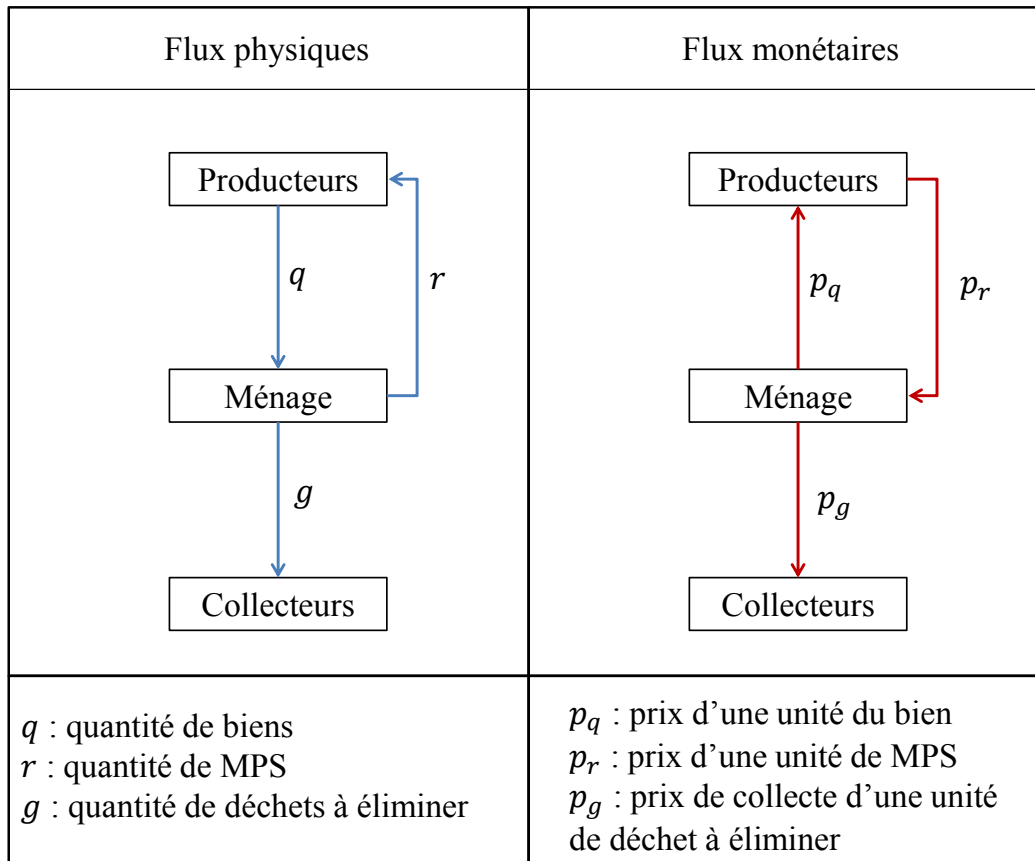 Flux physiques
Producteurs
q
r
Ménage
g
Collecteurs
q : quantité de biens
r : quantité de MPS
g : quantité de déchets à éliminer
Flux monétaires
Producteurs
p_q
p_r
Ménage
p_g
Collecteurs
p_q : prix d’une unité du bien
p_r : prix d’une unité de MPS
p_g : prix de collecte d’une unité
de déchet à éliminer